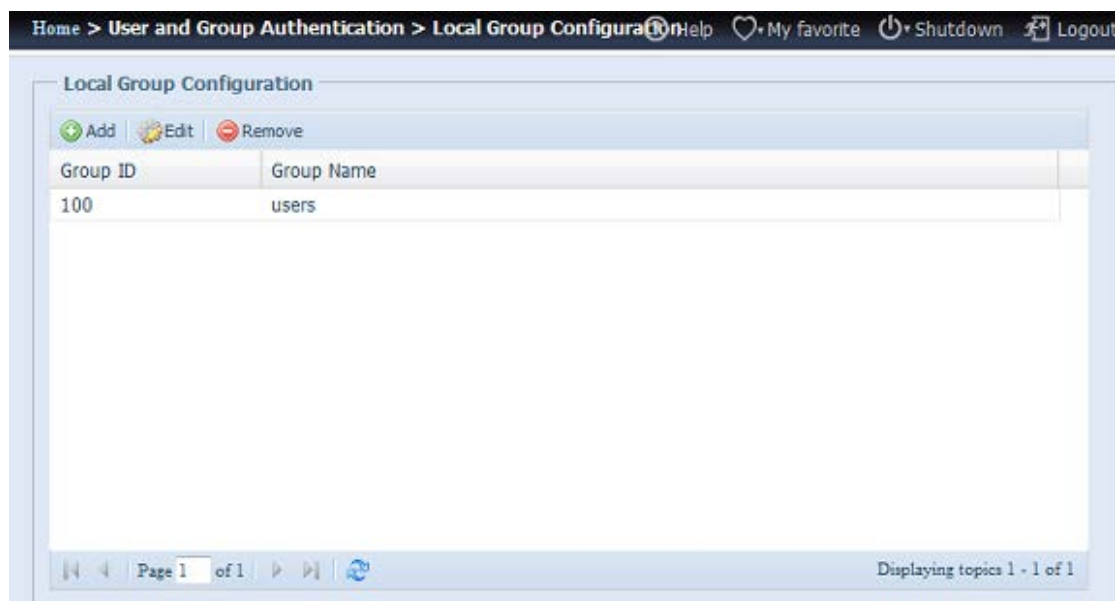 Home > User and Group Authentication > Local Group Configuration Help My favorite Shutdown Logout
Local Group Configuration
Add Edit Remove
Group ID Group Name
100 users
Page 1 of 1 Displaying topics 1 - 1 of 1